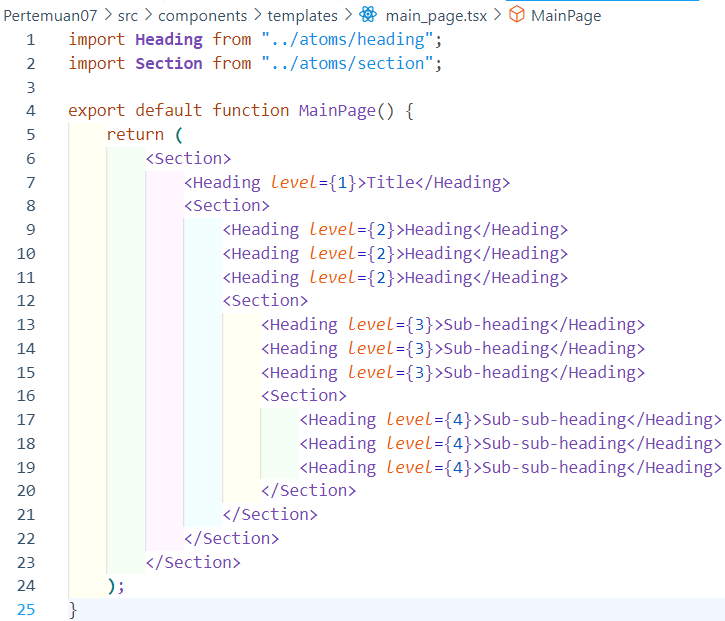 Pertemuan07 > src > components > templates > main_page.tsx > MainPage
1 import Heading from "../atoms/heading";
2 import Section from "../atoms/section";
3
4 export default function MainPage() {
5     return (
6         <Section>
7             <Heading level={1}>Title</Heading>
8             <Section>
9                 <Heading level={2}>Heading</Heading>
10                 <Heading level={2}>Heading</Heading>
11                 <Heading level={2}>Heading</Heading>
12                 <Section>
13                     <Heading level={3}>Sub-heading</Heading>
14                     <Heading level={3}>Sub-heading</Heading>
15                     <Heading level={3}>Sub-heading</Heading>
16                     <Section>
17                         <Heading level={4}>Sub-sub-heading</Heading>
18                         <Heading level={4}>Sub-sub-heading</Heading>
19                         <Heading level={4}>Sub-sub-heading</Heading>
20                     </Section>
21                 </Section>
22             </Section>
23         </Section>
24     );
25 }